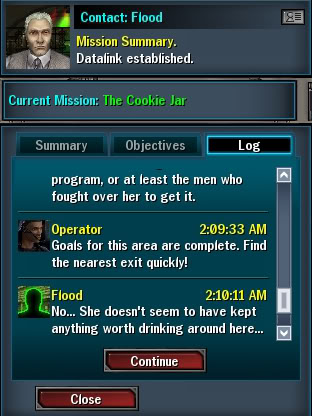 Contact: Flood
Mission Summary.
Datalink established.
Current Mission: The Cookie Jar
Summary
Objectives
Log
program, or at least the men who
fought over her to get it.
Operator 2:09:33 AM
Goals for this area are complete. Find
the nearest exit quickly!
Flood 2:10:11 AM
No... She doesn't seem to have kept
anything worth drinking around here...
Continue
Close